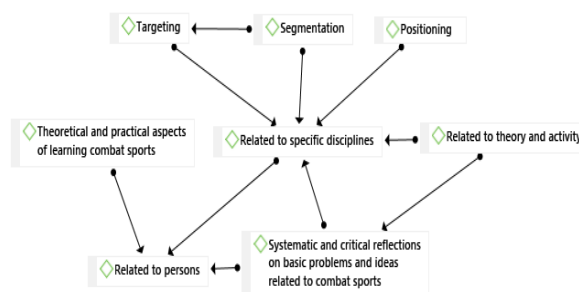 Targeting
Segmentation
Positioning
Theoretical and practical aspects
of learning combat sports
Related to specific disciplines
Related to theory and activity
Related to persons
Systematic and critical reflections
on basic problems and ideas
related to combat sports